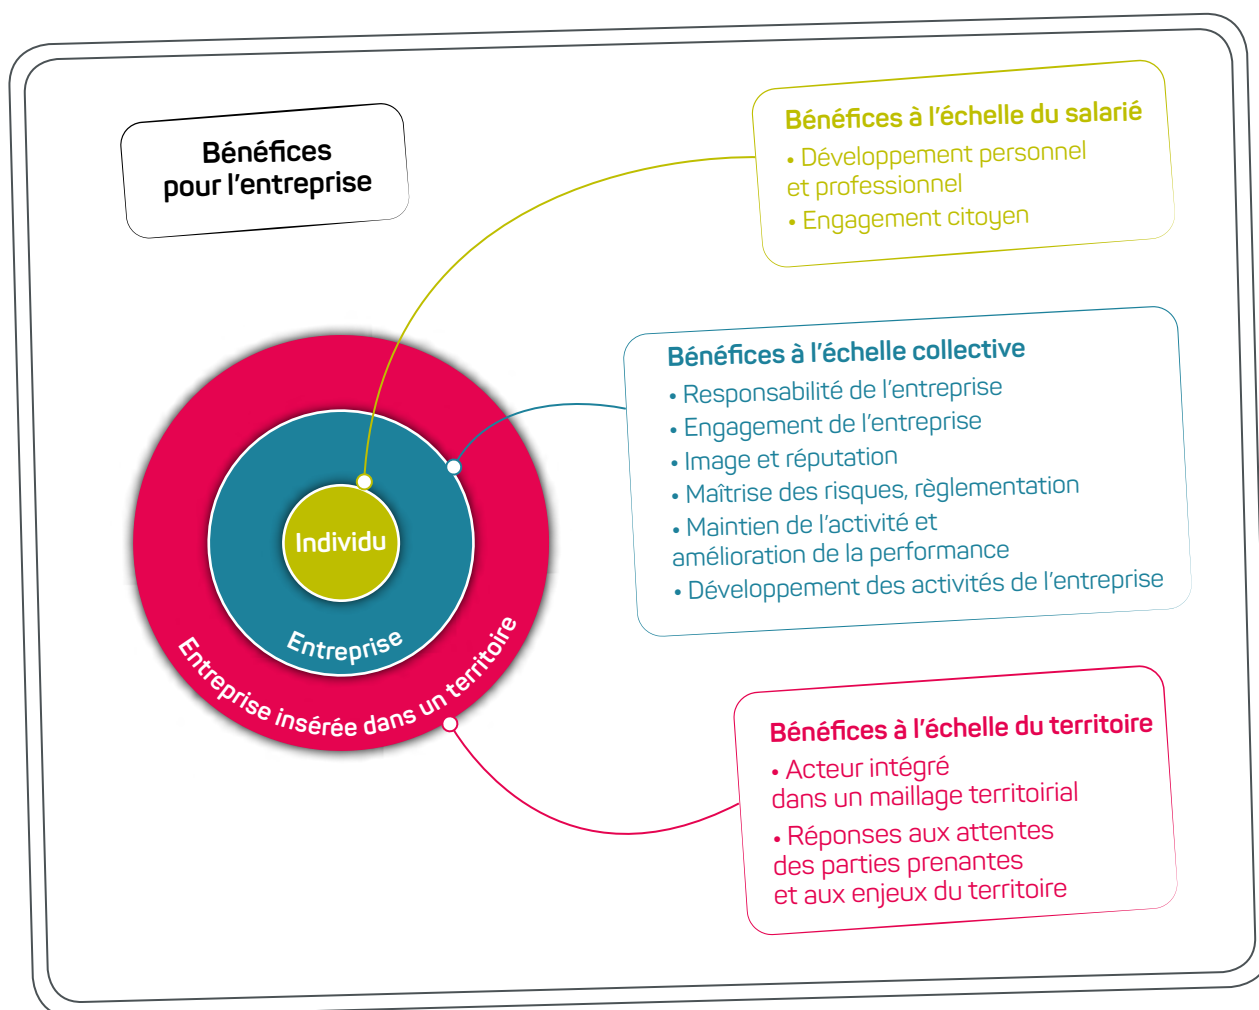 Bénéfices
pour l'entreprise
Bénéfices à l'échelle du salarié
• Développement personnel
et professionnel
• Engagement citoyen
Bénéfices à l'échelle collective
• Responsabilité de l'entreprise
• Engagement de l'entreprise
• Image et réputation
• Maîtrise des risques, règlementation
• Maintien de l'activité et
amélioration de la performance
• Développement des activités de l'entreprise
Individu
Entreprise
Entreprise insérée dans un territoire
Bénéfices à l'échelle du territoire
• Acteur intégré
dans un maillage territoirial
• Réponses aux attentes
des parties prenantes
et aux enjeux du territoire